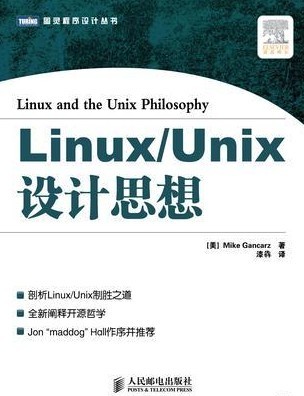 TURING 图灵程序设计丛书
ELSEVIER
Linux and the Unix Philosophy
Linux/Unix
设计思想
[美] Mike Gancarz 著
漆犇 译
剖析Linux/Unix制胜之道
全新阐释开源哲学
Jon "maddog" Hall作序并推荐
人民邮电出版社
POSTS & TELECOM PRESS